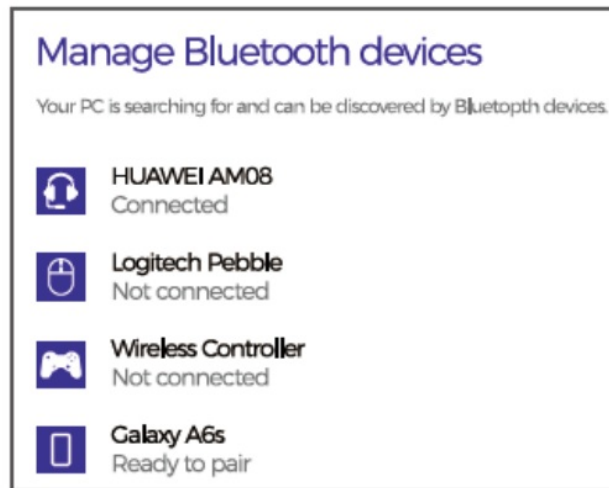 Manage Bluetooth devices
Your PC is searching for and can be discovered by Bluetopth devices.
HUAWEI AM08
Connected
Logitech Pebble
Not connected
Wireless Controller
Not connected
Galaxy A6s
Ready to pair